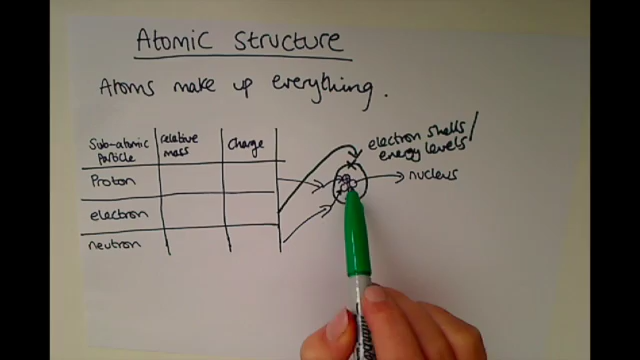 Atomic structure
Atoms make up everything.
Sub-atomic Particle
relative mass
Charge
Proton
electron
neutron
electron shells/
energy levels
nucleus